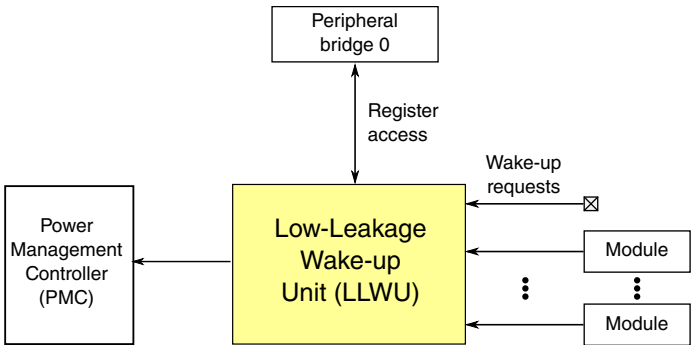 Peripheral
bridge 0
Register
access
Wake-up
requests
Power
Management
Controller
(PMC)
Low-Leakage
Wake-up
Unit (LLWU)
Module
Module